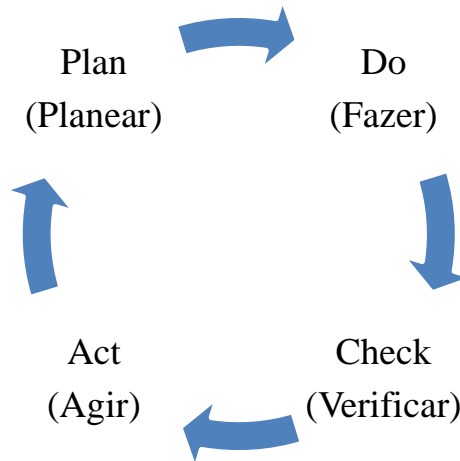 Plan
(Planear)
Do
(Fazer)
Check
(Verificar)
Act
(Agir)